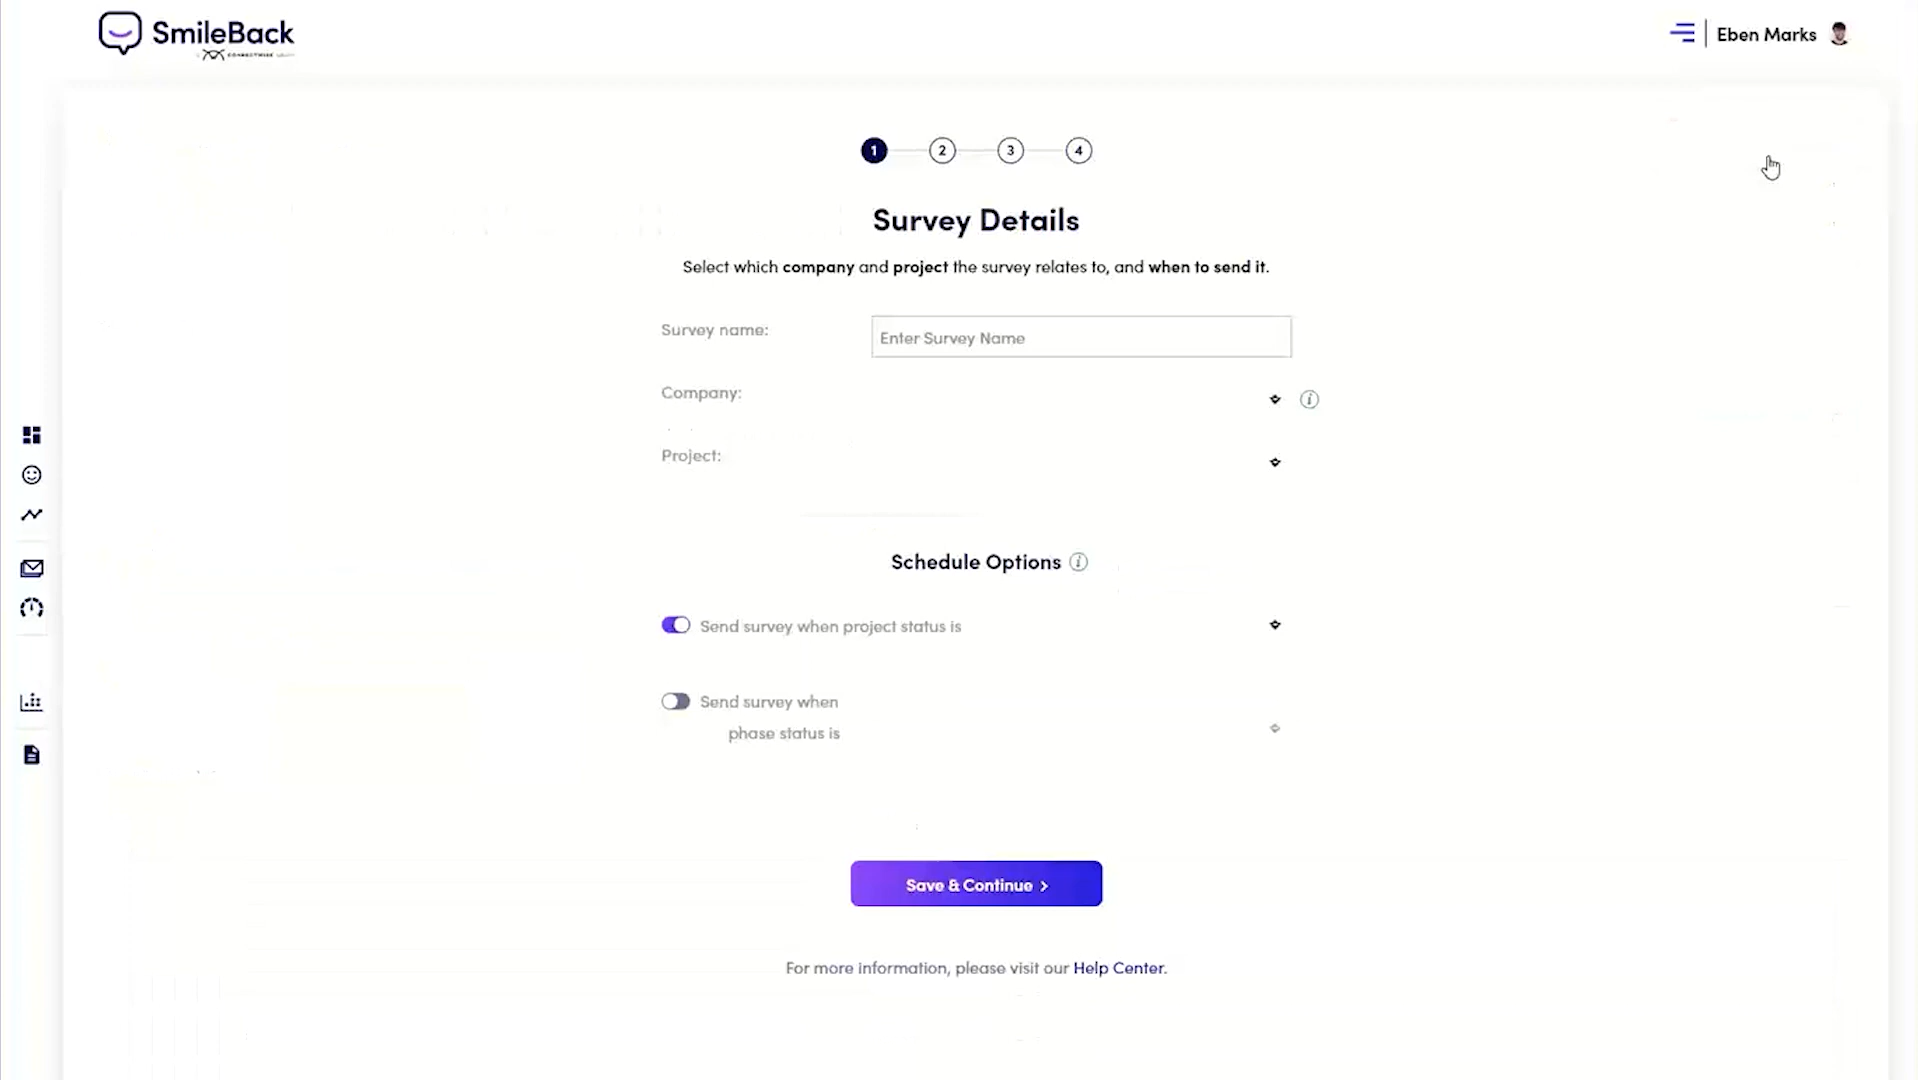 SmileBack
Eben Marks
1 2 3 4
Survey Details
Select which company and project the survey relates to, and when to send it.
Survey name:
Enter Survey Name
Company:
Project:
Schedule Options
Send survey when project status is
Send survey when
phase status is
Save & Continue >
For more information, please visit our Help Center.